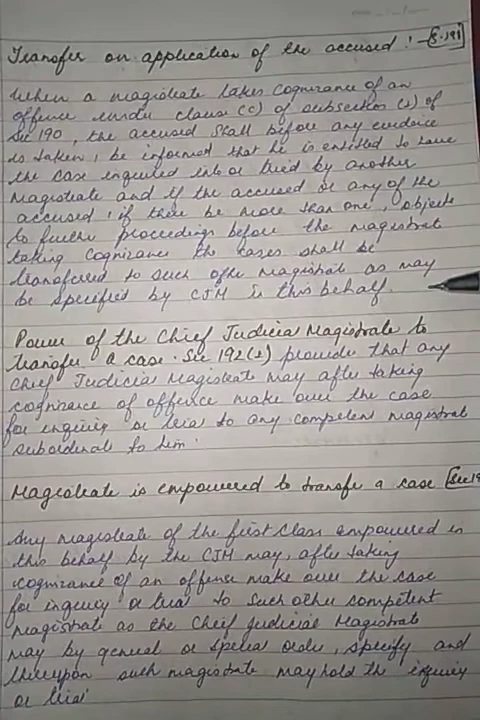 Transfer on application of the accused :- [S.191]
When a magistrate takes cognizance of an
offence under clause (c) of subsection (1) of
Sec 190, the accused shall before any evidence
is taken, be informed that he is entitled to have
the case enquired into or tried by another
magistrate and if the accused or any of the
accused, if there be more than one, objects
to further proceedings before the magistrate
taking cognizance the cases shall be
transferred to such other magistrate as may
be specified by CJM in this behalf.
Power of the Chief Judicial Magistrate to
transfer a case. Sec 192(1) provide that any
Chief Judicial Magistrate may after taking
cognizance of offence make over the case
for inquiry or trial to any competent magistrate
subordinate to him.
Magistrate is empowered to transfer a case [Sec 19
Any magistrate of the first class empowered in
this behalf by the CJM may, after taking
cognizance of an offense make over the case
for inquiry or trial to such other competent
magistrate as the Chief Judicial Magistrate
may by general or special order, specify and
thereupon such magistrate may hold the inquiry
or trial